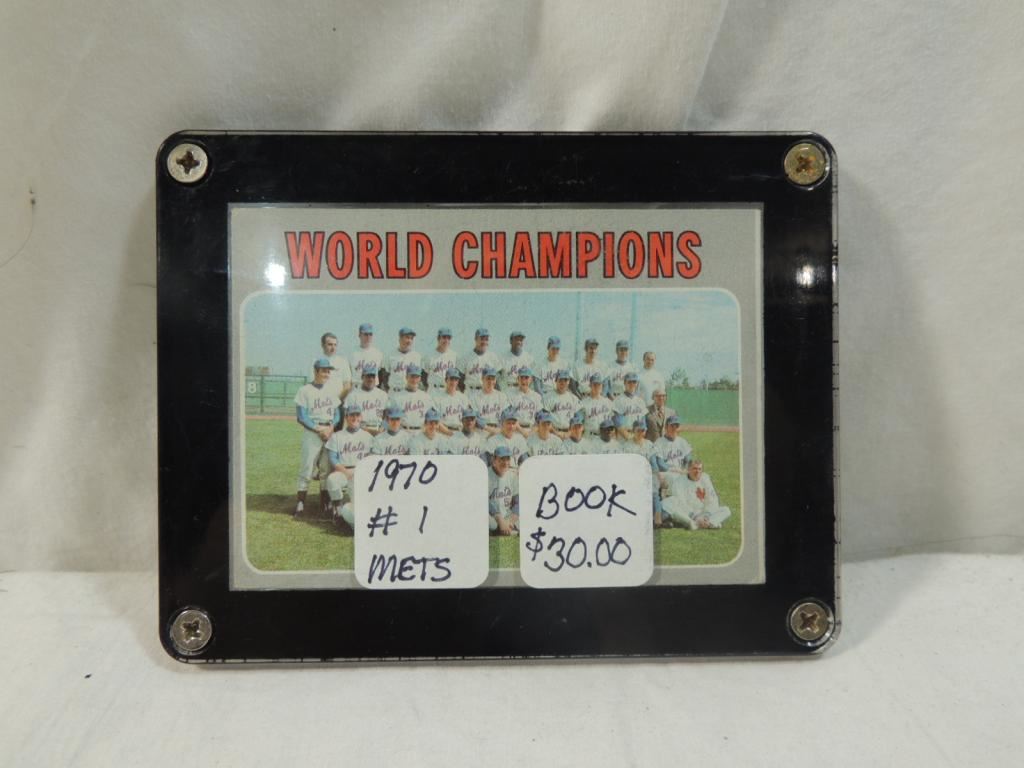 WORLD CHAMPIONS
1970
# 1
METS
BOOK
$30.00